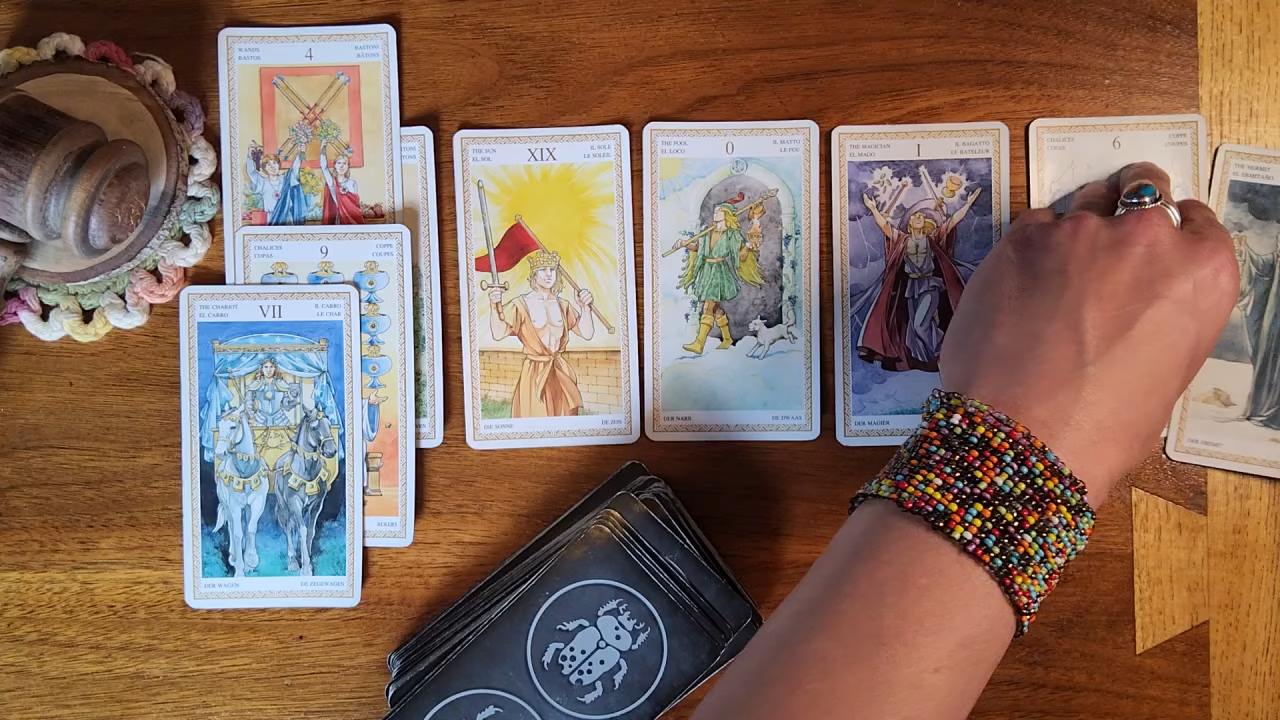 WANDS
BASTOS
4
BASTONI
BÂTONS
CHALICES
COPAS
9
COPPE
COUPES
THE CHARIOT
EL CARRO
VII
IL CARRO
LE CHAR
DER WAGEN
DE ZEGEWAGEN
THE SUN
EL SOL
XIX
IL SOLE
LE SOLEIL
DIE SONNE
DE ZON
THE FOOL
EL LOCO
0
IL MATTO
LE FOU
DER NARR
DE DWAAS
THE MAGICIAN
EL MAGO
I
IL BAGATTO
LE BATELEUR
DER MAGIER
CHALICES
COPAS
6
COPPE
COUPES
THE HERMIT
EL ERMITAÑO